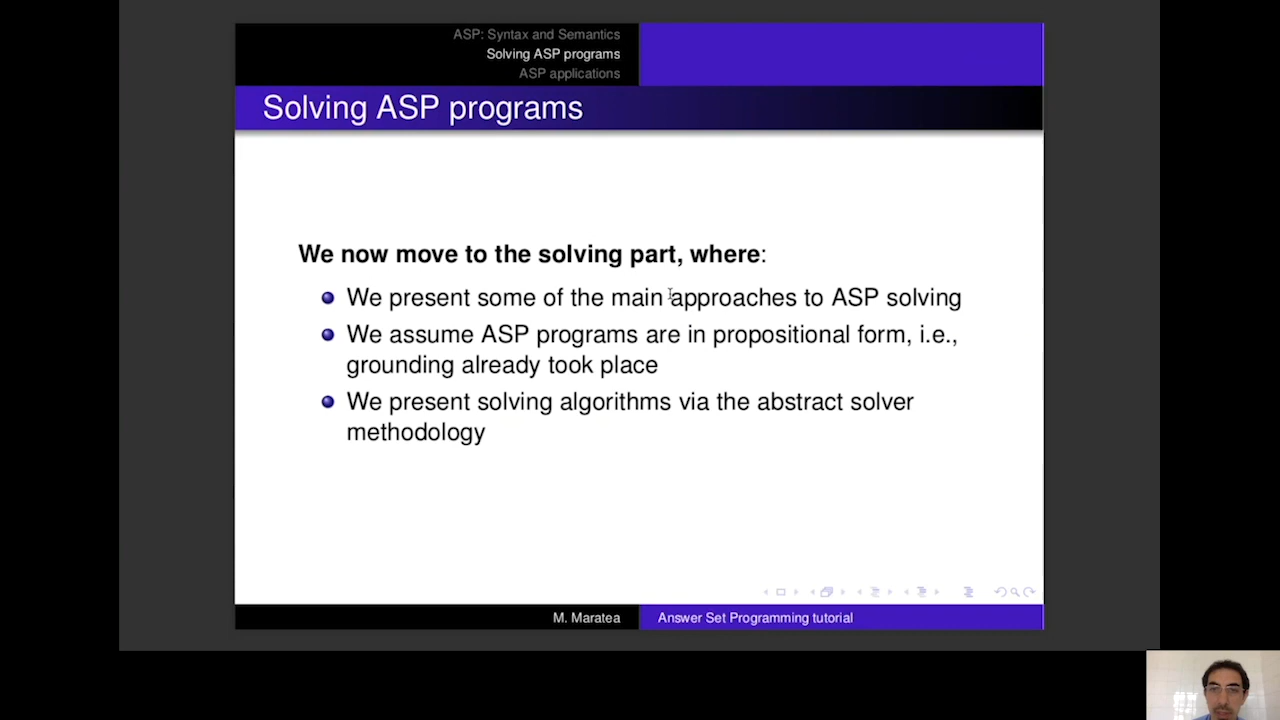 ASP: Syntax and Semantics
Solving ASP programs
ASP applications
Solving ASP programs
We now move to the solving part, where:
We present some of the main approaches to ASP solving
We assume ASP programs are in propositional form, i.e.,
grounding already took place
We present solving algorithms via the abstract solver
methodology
M. Maratea
Answer Set Programming tutorial